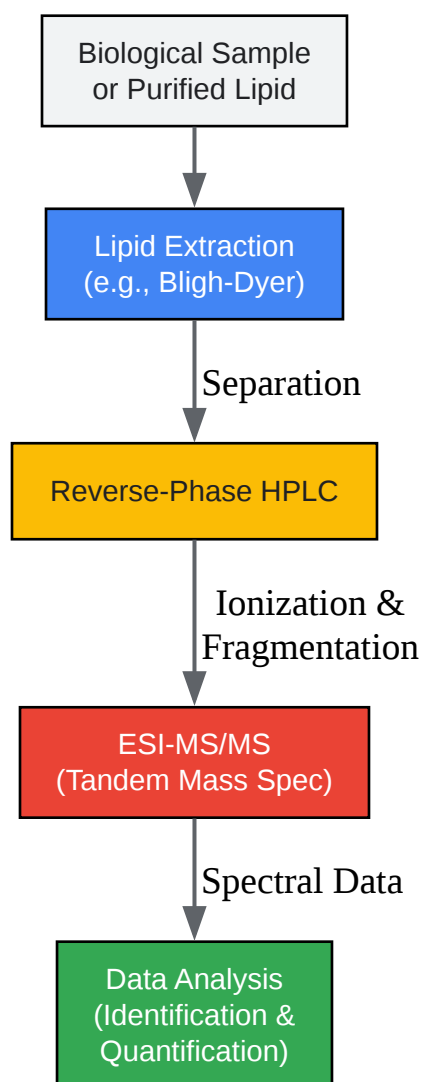 Biological Sample
or Purified Lipid
Lipid Extraction
(e.g., Bligh-Dyer)
Separation
Reverse-Phase HPLC
Ionization &
Fragmentation
ESI-MS/MS
(Tandem Mass Spec)
Spectral Data
Data Analysis
(Identification &
Quantification)